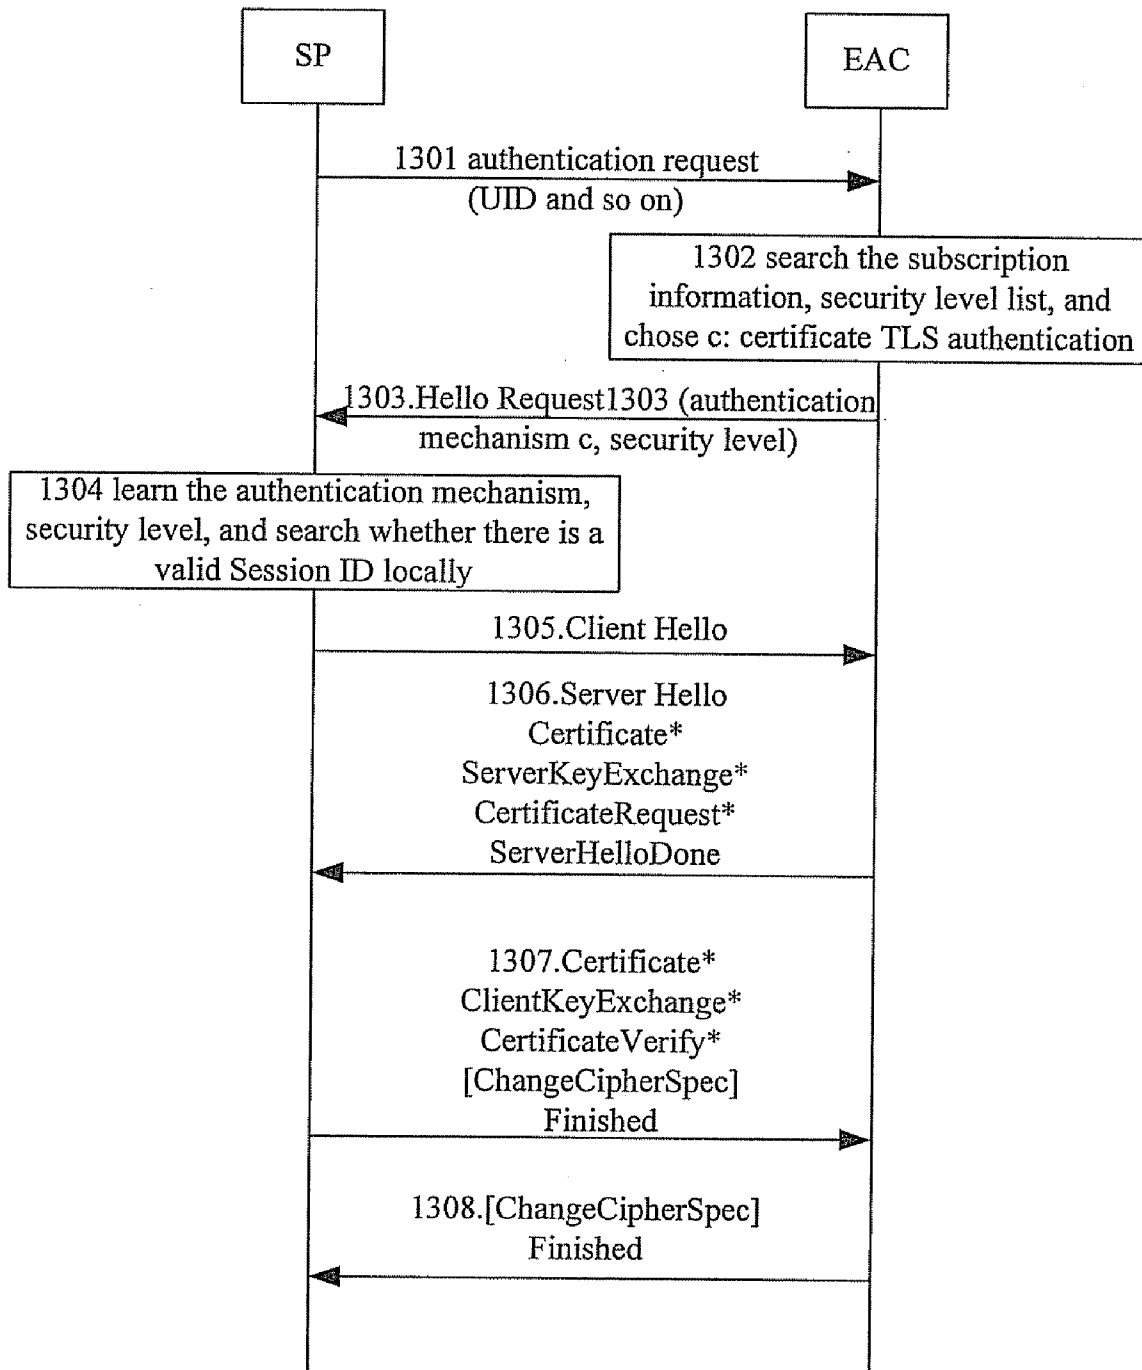 SP
EAC
1301 authentication request
(UID and so on)
1302 search the subscription
information, security level list, and
chose c: certificate TLS authentication
1303.Hello Request1303 (authentication
mechanism c, security level)
1304 learn the authentication mechanism,
security level, and search whether there is a
valid Session ID locally
1305.Client Hello
1306.Server Hello
Certificate*
ServerKeyExchange*
CertificateRequest*
ServerHelloDone
1307.Certificate*
ClientKeyExchange*
CertificateVerify*
[ChangeCipherSpec]
Finished
1308.[ChangeCipherSpec]
Finished